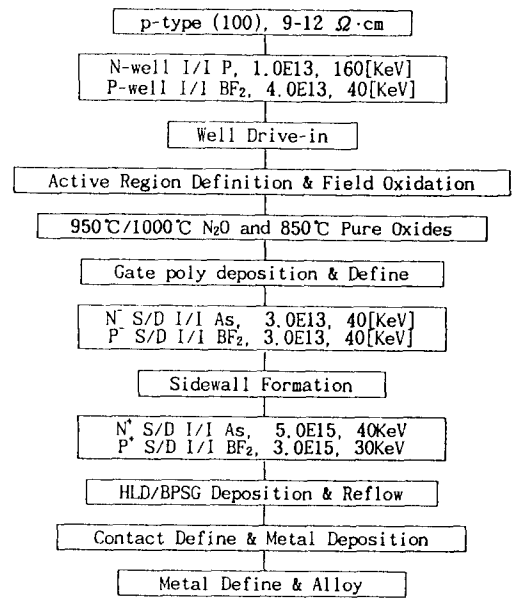 p-type (100), 9-12 Ω·cm
N-well I/I P, 1.0E13, 160[KeV]
P-well I/I BF₂, 4.0E13, 40[KeV]
Well Drive-in
Active Region Definition & Field Oxidation
950℃/1000℃ N₂O and 850℃ Pure Oxides
Gate poly deposition & Define
N⁻ S/D I/I As, 3.0E13, 40[KeV]
P⁻ S/D I/I BF₂, 3.0E13, 40[KeV]
Sidewall Formation
N⁺ S/D I/I As, 5.0E15, 40KeV
P⁺ S/D I/I BF₂, 3.0E15, 30KeV
HLD/BPSG Deposition & Reflow
Contact Define & Metal Deposition
Metal Define & Alloy